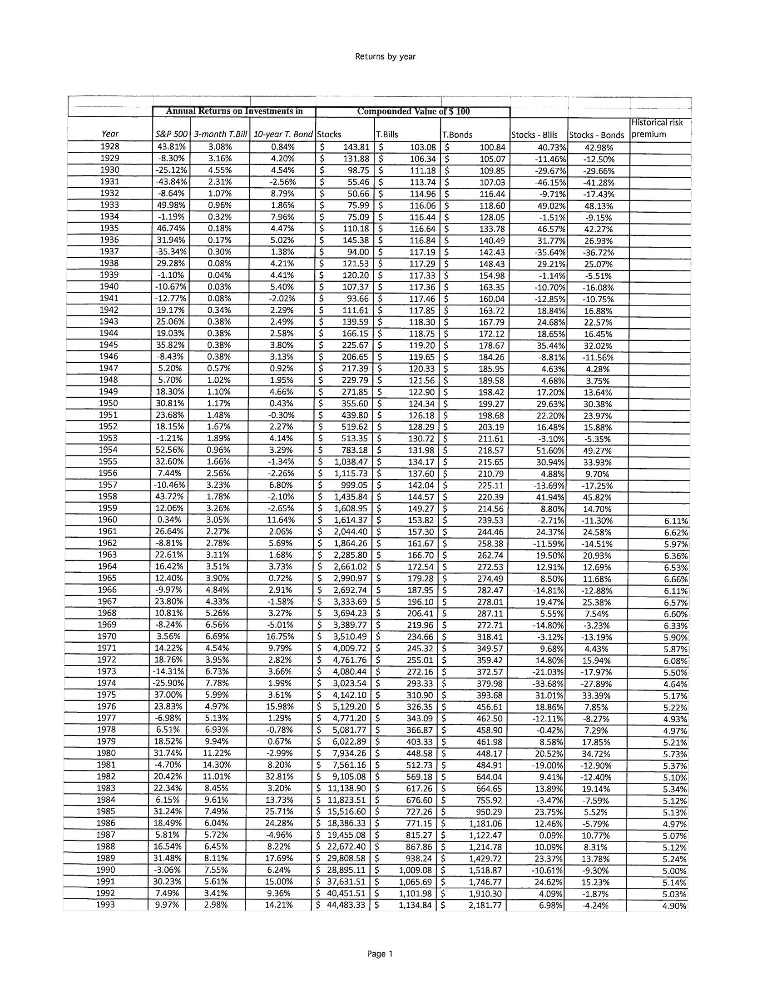 Returns by year
Annual Returns on Investments in Compounded Value of $ 100
Year S&P 500 3-month T.Bill 10-year T. Bond Stocks T.Bills T.Bonds Stocks - Bills Stocks - Bonds Historical risk premium
1928 43.81% 3.08% 0.84% $ 143.81 $ 103.08 $ 100.84 40.73% 42.98%
1929 -8.30% 3.16% 4.20% $ 131.88 $ 106.34 $ 105.07 -11.46% -12.50%
1930 -25.12% 4.55% 4.54% $ 98.75 $ 111.18 $ 109.85 -29.67% -29.66%
1931 -43.84% 2.31% -2.56% $ 55.46 $ 113.74 $ 107.03 -46.15% -41.28%
1932 -8.64% 1.07% 8.79% $ 50.66 $ 114.96 $ 116.44 -9.71% -17.43%
1933 49.98% 0.96% 1.86% $ 75.99 $ 116.06 $ 118.60 49.02% 48.13%
1934 -1.19% 0.32% 7.96% $ 75.09 $ 116.44 $ 128.05 -1.51% -9.15%
1935 46.74% 0.18% 4.47% $ 110.18 $ 116.64 $ 133.78 46.57% 42.27%
1936 31.94% 0.17% 5.02% $ 145.38 $ 116.84 $ 140.49 31.77% 26.93%
1937 -35.34% 0.30% 1.38% $ 94.00 $ 117.19 $ 142.43 -35.64% -36.72%
1938 29.28% 0.08% 4.21% $ 121.53 $ 117.29 $ 148.43 29.21% 25.07%
1939 -1.10% 0.04% 4.41% $ 120.20 $ 117.33 $ 154.98 -1.14% -5.51%
1940 -10.67% 0.03% 5.40% $ 107.37 $ 117.36 $ 163.35 -10.70% -16.08%
1941 -12.77% 0.08% -2.02% $ 93.66 $ 117.46 $ 160.04 -12.85% -10.75%
1942 19.17% 0.34% 2.29% $ 111.61 $ 117.85 $ 163.72 18.84% 16.88%
1943 25.06% 0.38% 2.49% $ 139.59 $ 118.30 $ 167.79 24.68% 22.57%
1944 19.03% 0.38% 2.58% $ 166.15 $ 118.75 $ 172.12 18.65% 16.45%
1945 35.82% 0.38% 3.80% $ 225.67 $ 119.20 $ 178.67 35.44% 32.02%
1946 -8.43% 0.38% 3.13% $ 206.65 $ 119.65 $ 184.26 -8.81% -11.56%
1947 5.20% 0.57% 0.92% $ 217.39 $ 120.33 $ 185.95 4.63% 4.28%
1948 5.70% 1.02% 1.95% $ 229.79 $ 121.56 $ 189.58 4.68% 3.75%
1949 18.30% 1.10% 4.66% $ 271.85 $ 122.90 $ 198.42 17.20% 13.64%
1950 30.81% 1.17% 0.43% $ 355.60 $ 124.34 $ 199.27 29.63% 30.38%
1951 23.68% 1.48% -0.30% $ 439.80 $ 126.18 $ 198.68 22.20% 23.97%
1952 18.15% 1.67% 2.27% $ 519.62 $ 128.29 $ 203.19 16.48% 15.88%
1953 -1.21% 1.89% 4.14% $ 513.35 $ 130.72 $ 211.61 -3.10% -5.35%
1954 52.56% 0.96% 3.29% $ 783.18 $ 131.98 $ 218.57 51.60% 49.27%
1955 32.60% 1.66% -1.34% $ 1,038.47 $ 134.17 $ 215.65 30.94% 33.93%
1956 7.44% 2.56% -2.26% $ 1,115.73 $ 137.60 $ 210.79 4.88% 9.70%
1957 -10.46% 3.23% 6.80% $ 999.05 $ 142.04 $ 225.11 -13.69% -17.25%
1958 43.72% 1.78% -2.10% $ 1,435.84 $ 144.57 $ 220.39 41.94% 45.82%
1959 12.06% 3.26% -2.65% $ 1,608.95 $ 149.27 $ 214.56 8.80% 14.70%
1960 0.34% 3.05% 11.64% $ 1,614.37 $ 153.82 $ 239.53 -2.71% -11.30% 6.11%
1961 26.64% 2.27% 2.06% $ 2,044.40 $ 157.30 $ 244.46 24.37% 24.58% 6.62%
1962 -8.81% 2.78% 5.69% $ 1,864.26 $ 161.67 $ 258.38 -11.59% -14.51% 5.97%
1963 22.61% 3.11% 1.68% $ 2,285.80 $ 166.70 $ 262.74 19.50% 20.93% 6.36%
1964 16.42% 3.51% 3.73% $ 2,661.02 $ 172.54 $ 272.53 12.91% 12.69% 6.53%
1965 12.40% 3.90% 0.72% $ 2,990.97 $ 179.28 $ 274.49 8.50% 11.68% 6.66%
1966 -9.97% 4.84% 2.91% $ 2,692.74 $ 187.95 $ 282.47 -14.81% -12.88% 6.11%
1967 23.80% 4.33% -1.58% $ 3,333.69 $ 196.10 $ 278.01 19.47% 25.38% 6.57%
1968 10.81% 5.26% 3.27% $ 3,694.23 $ 206.41 $ 287.11 5.55% 7.54% 6.60%
1969 -8.24% 6.56% -5.01% $ 3,389.77 $ 219.96 $ 272.71 -14.80% -3.23% 6.33%
1970 3.56% 6.69% 16.75% $ 3,510.49 $ 234.66 $ 318.41 -3.12% -13.19% 5.90%
1971 14.22% 4.54% 9.79% $ 4,009.72 $ 245.32 $ 349.57 9.68% 4.43% 5.87%
1972 18.76% 3.95% 2.82% $ 4,761.76 $ 255.01 $ 359.42 14.80% 15.94% 6.08%
1973 -14.31% 6.73% 3.66% $ 4,080.44 $ 272.16 $ 372.57 -21.03% -17.97% 5.50%
1974 -25.90% 7.78% 1.99% $ 3,023.54 $ 293.33 $ 379.98 -33.68% -27.89% 4.64%
1975 37.00% 5.99% 3.61% $ 4,142.10 $ 310.90 $ 393.68 31.01% 33.39% 5.17%
1976 23.83% 4.97% 15.98% $ 5,129.20 $ 326.35 $ 456.61 18.86% 7.85% 5.22%
1977 -6.98% 5.13% 1.29% $ 4,771.20 $ 343.09 $ 462.50 -12.11% -8.27% 4.93%
1978 6.51% 6.93% -0.78% $ 5,081.77 $ 366.87 $ 458.90 -0.42% 7.29% 4.97%
1979 18.52% 9.94% 0.67% $ 6,022.89 $ 403.33 $ 461.98 8.58% 17.85% 5.21%
1980 31.74% 11.22% -2.99% $ 7,934.26 $ 448.58 $ 448.17 20.52% 34.72% 5.73%
1981 -4.70% 14.30% 8.20% $ 7,561.16 $ 512.73 $ 484.91 -19.00% -12.90% 5.37%
1982 20.42% 11.01% 32.81% $ 9,105.08 $ 569.18 $ 644.04 9.41% -12.40% 5.10%
1983 22.34% 8.45% 3.20% $ 11,138.90 $ 617.26 $ 664.65 13.89% 19.14% 5.34%
1984 6.15% 9.61% 13.73% $ 11,823.51 $ 676.60 $ 755.92 -3.47% -7.59% 5.12%
1985 31.24% 7.49% 25.71% $ 15,516.60 $ 727.26 $ 950.29 23.75% 5.52% 5.13%
1986 18.49% 6.04% 24.28% $ 18,386.33 $ 771.15 $ 1,181.06 12.46% -5.79% 4.97%
1987 5.81% 5.72% -4.96% $ 19,455.08 $ 815.27 $ 1,122.47 0.09% 10.77% 5.07%
1988 16.54% 6.45% 8.22% $ 22,672.40 $ 867.86 $ 1,214.78 10.09% 8.31% 5.12%
1989 31.48% 8.11% 17.69% $ 29,808.58 $ 938.24 $ 1,429.72 23.37% 13.78% 5.24%
1990 -3.06% 7.55% 6.24% $ 28,895.11 $ 1,009.08 $ 1,518.87 -10.61% -9.30% 5.00%
1991 30.23% 5.61% 15.00% $ 37,631.51 $ 1,065.69 $ 1,746.77 24.62% 15.23% 5.14%
1992 7.49% 3.41% 9.36% $ 40,451.51 $ 1,101.98 $ 1,910.30 4.09% -1.87% 5.03%
1993 9.97% 2.98% 14.21% $ 44,483.33 $ 1,134.84 $ 2,181.77 6.98% -4.24% 4.90%
Page 1